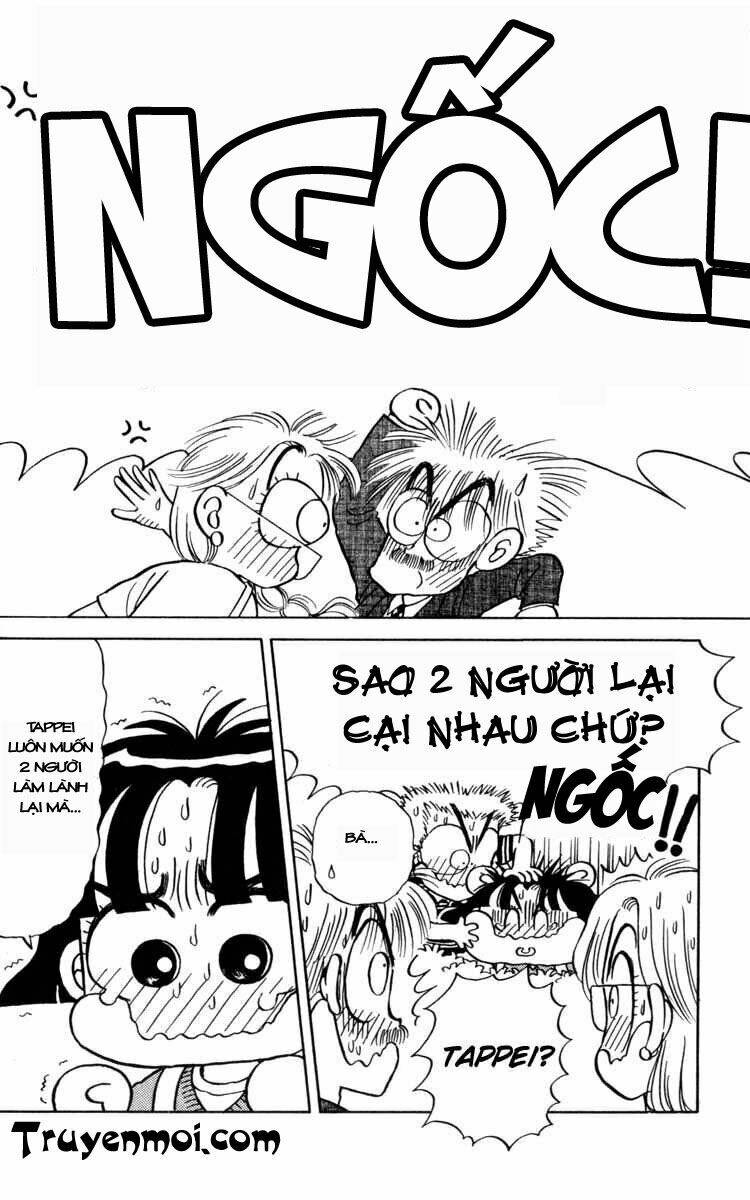 NGỐC!
SAO 2 NGƯỜI LẠI
CẠI NHAU CHỨ?
NGỐC!!
BÀ...
TAPPEI?
TAPPEI
LUÔN MUỐN
2 NGƯỜI
LÀM LÀNH
LẠI MÀ...
Truyenmoi.com